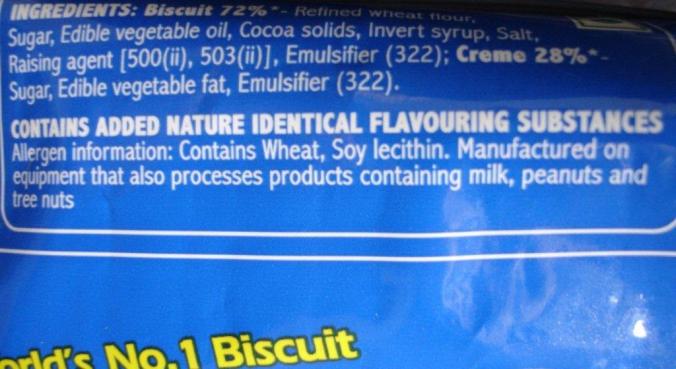 INGREDIENTS: Biscuit 72%*- Refined wheat flour,
Sugar, Edible vegetable oil, Cocoa solids, Invert syrup, Salt,
Raising agent [500(ii), 503(ii)], Emulsifier (322); Creme 28%*-
Sugar, Edible vegetable fat, Emulsifier (322).
CONTAINS ADDED NATURE IDENTICAL FLAVOURING SUBSTANCES
Allergen information: Contains Wheat, Soy lecithin. Manufactured on
equipment that also processes products containing milk, peanuts and
tree nuts
orld's No.1 Biscuit